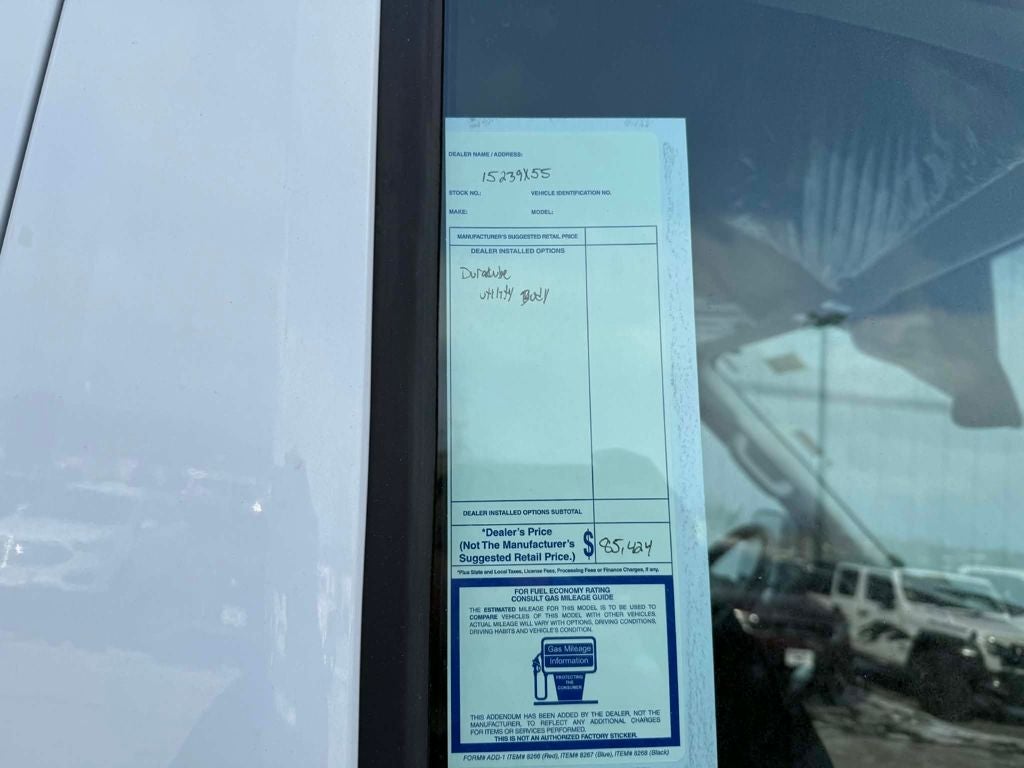 DEALER NAME / ADDRESS:
15239X55
STOCK NO.: VEHICLE IDENTIFICATION NO.
MAKE: MODEL:
MANUFACTURER'S SUGGESTED RETAIL PRICE
DEALER INSTALLED OPTIONS
Duracube
utility Body
DEALER INSTALLED OPTIONS SUBTOTAL
*Dealer's Price
(Not The Manufacturer's
Suggested Retail Price.) $ 85,424
*Plus State and Local Taxes, License Fees, Processing Fees or Finance Charges, if any.
FOR FUEL ECONOMY RATING
CONSULT GAS MILEAGE GUIDE
THE ESTIMATED MILEAGE FOR THIS MODEL IS TO BE USED TO
COMPARE VEHICLES OF THIS MODEL WITH OTHER VEHICLES.
ACTUAL MILEAGE WILL VARY WITH OPTIONS, DRIVING CONDITIONS,
DRIVING HABITS AND VEHICLE'S CONDITION.
Gas Mileage
Information
PROTECTING
THE
CONSUMER
THIS ADDENDUM HAS BEEN ADDED BY THE DEALER, NOT THE
MANUFACTURER, TO REFLECT ANY ADDITIONAL CHARGES
FOR ITEMS OR SERVICES PERFORMED.
THIS IS NOT AN AUTHORIZED FACTORY STICKER.
FORM# ADD-1 ITEM# 8266 (Red), ITEM# 8267 (Blue), ITEM# 8268 (Black)